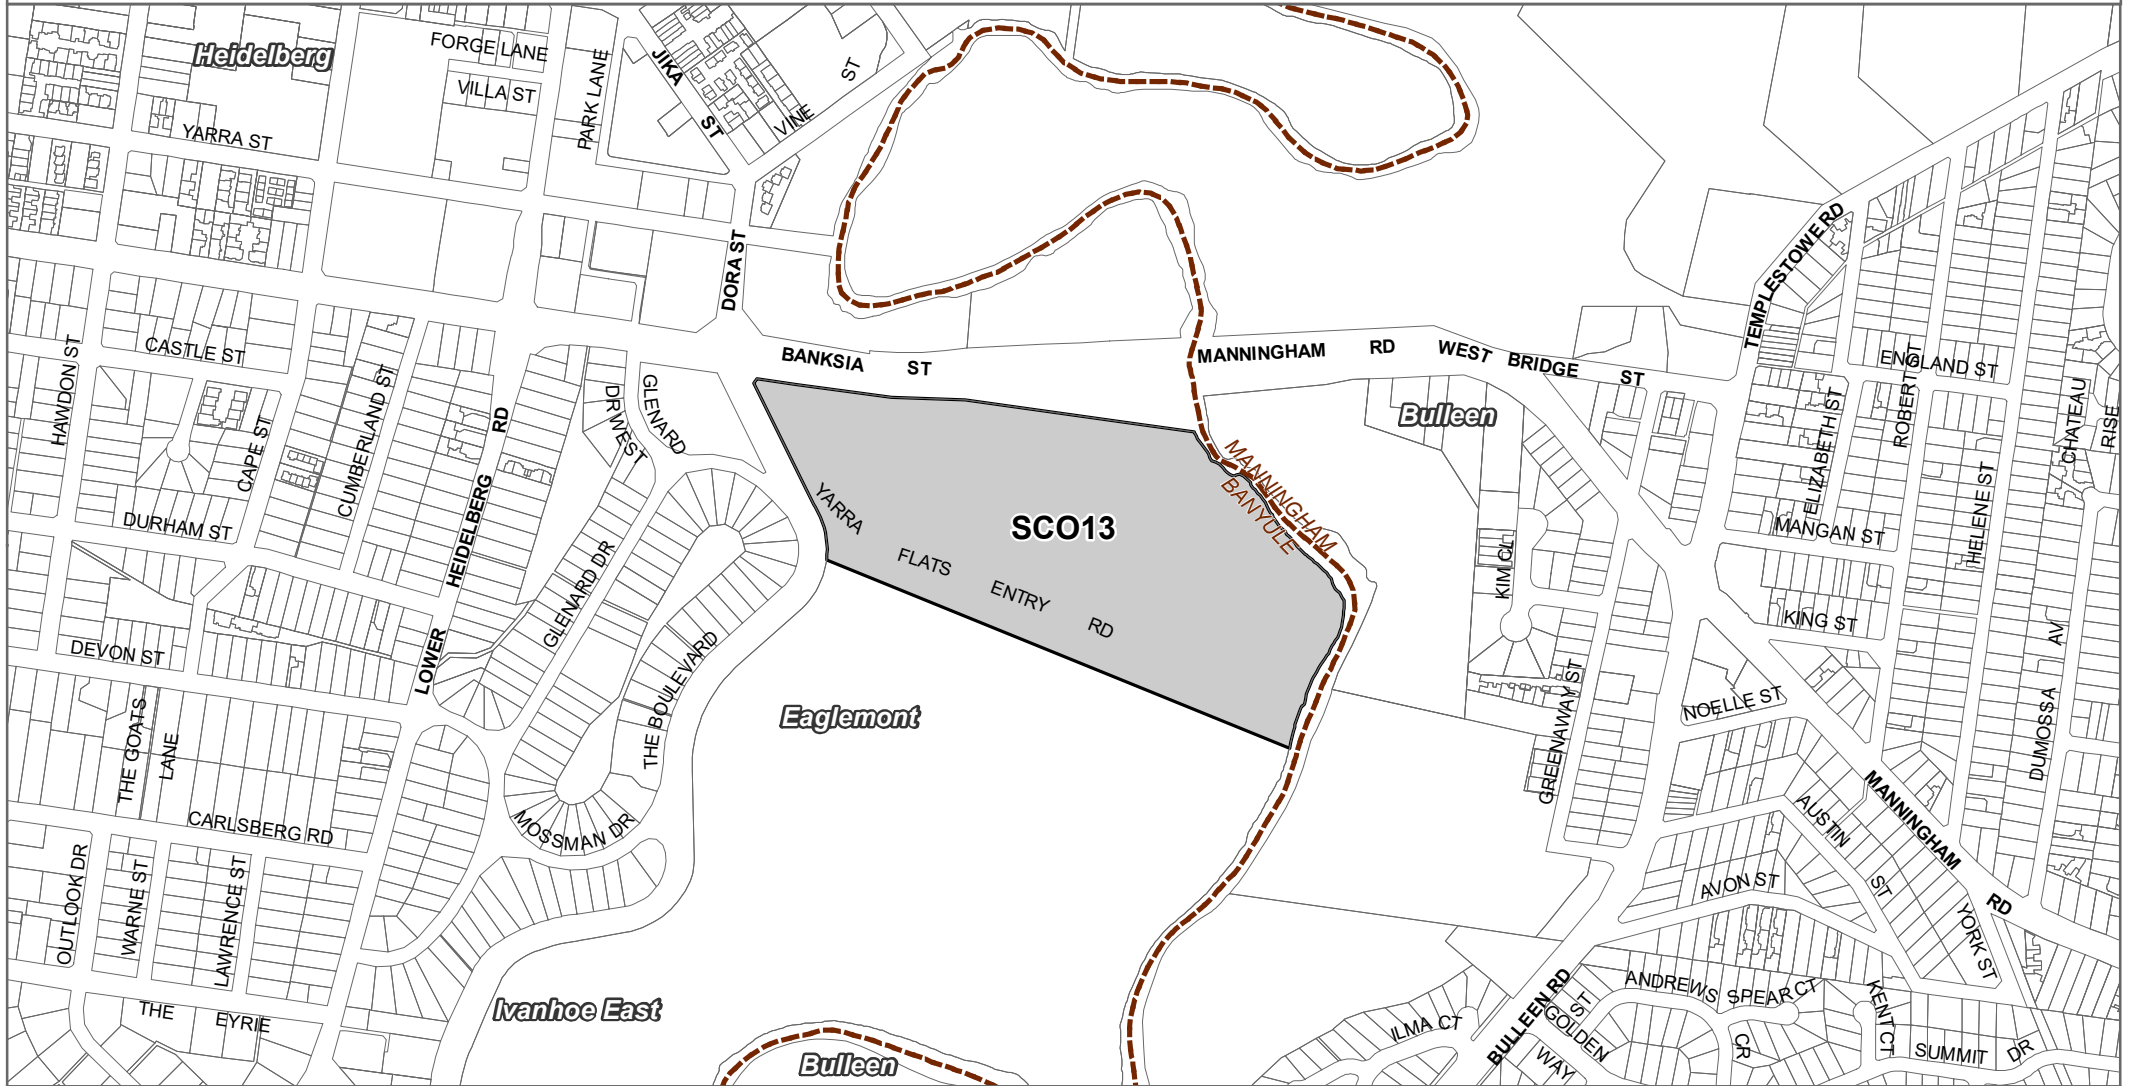 Heidelberg
FORGE LANE
VILLA ST
PARK LANE
JIKA ST
VINE ST
YARRA ST
DORA ST
TEMPLESTOWE RD
HAWDON ST
CASTLE ST
CAPE ST
CUMBERLAND ST
LOWER HEIDELBERG RD
GLENARD
DR WEST
BANKSIA ST
MANNINGHAM RD WEST
BRIDGE ST
Bulleen
ENGLAND ST
ROBERT ST
ELIZABETH ST
CHATEAU RISE
HELENE ST
MANNINGHAM
BANYULE
SCO13
YARRA FLATS ENTRY RD
DURHAM ST
GLENARD DR
KIM CL
MANGAN ST
KING ST
DEVON ST
THE BOULEVARD
Eaglemont
GREENAWAY ST
NOELLE ST
DUMOSSA AV
THE GOATS LANE
CARLSBERG RD
MOSSMAN DR
AUSTIN ST
MANNINGHAM RD
OUTLOOK DR
WARNE ST
LAWRENCE ST
AVON ST
YORK ST
THE EYRIE
Ivanhoe East
Bulleen
ILMA CT
BULLEEN RD
ANDREWS ST
GOLDEN WAY
SPEAR CT
CR
KENT CT
SUMMIT DR